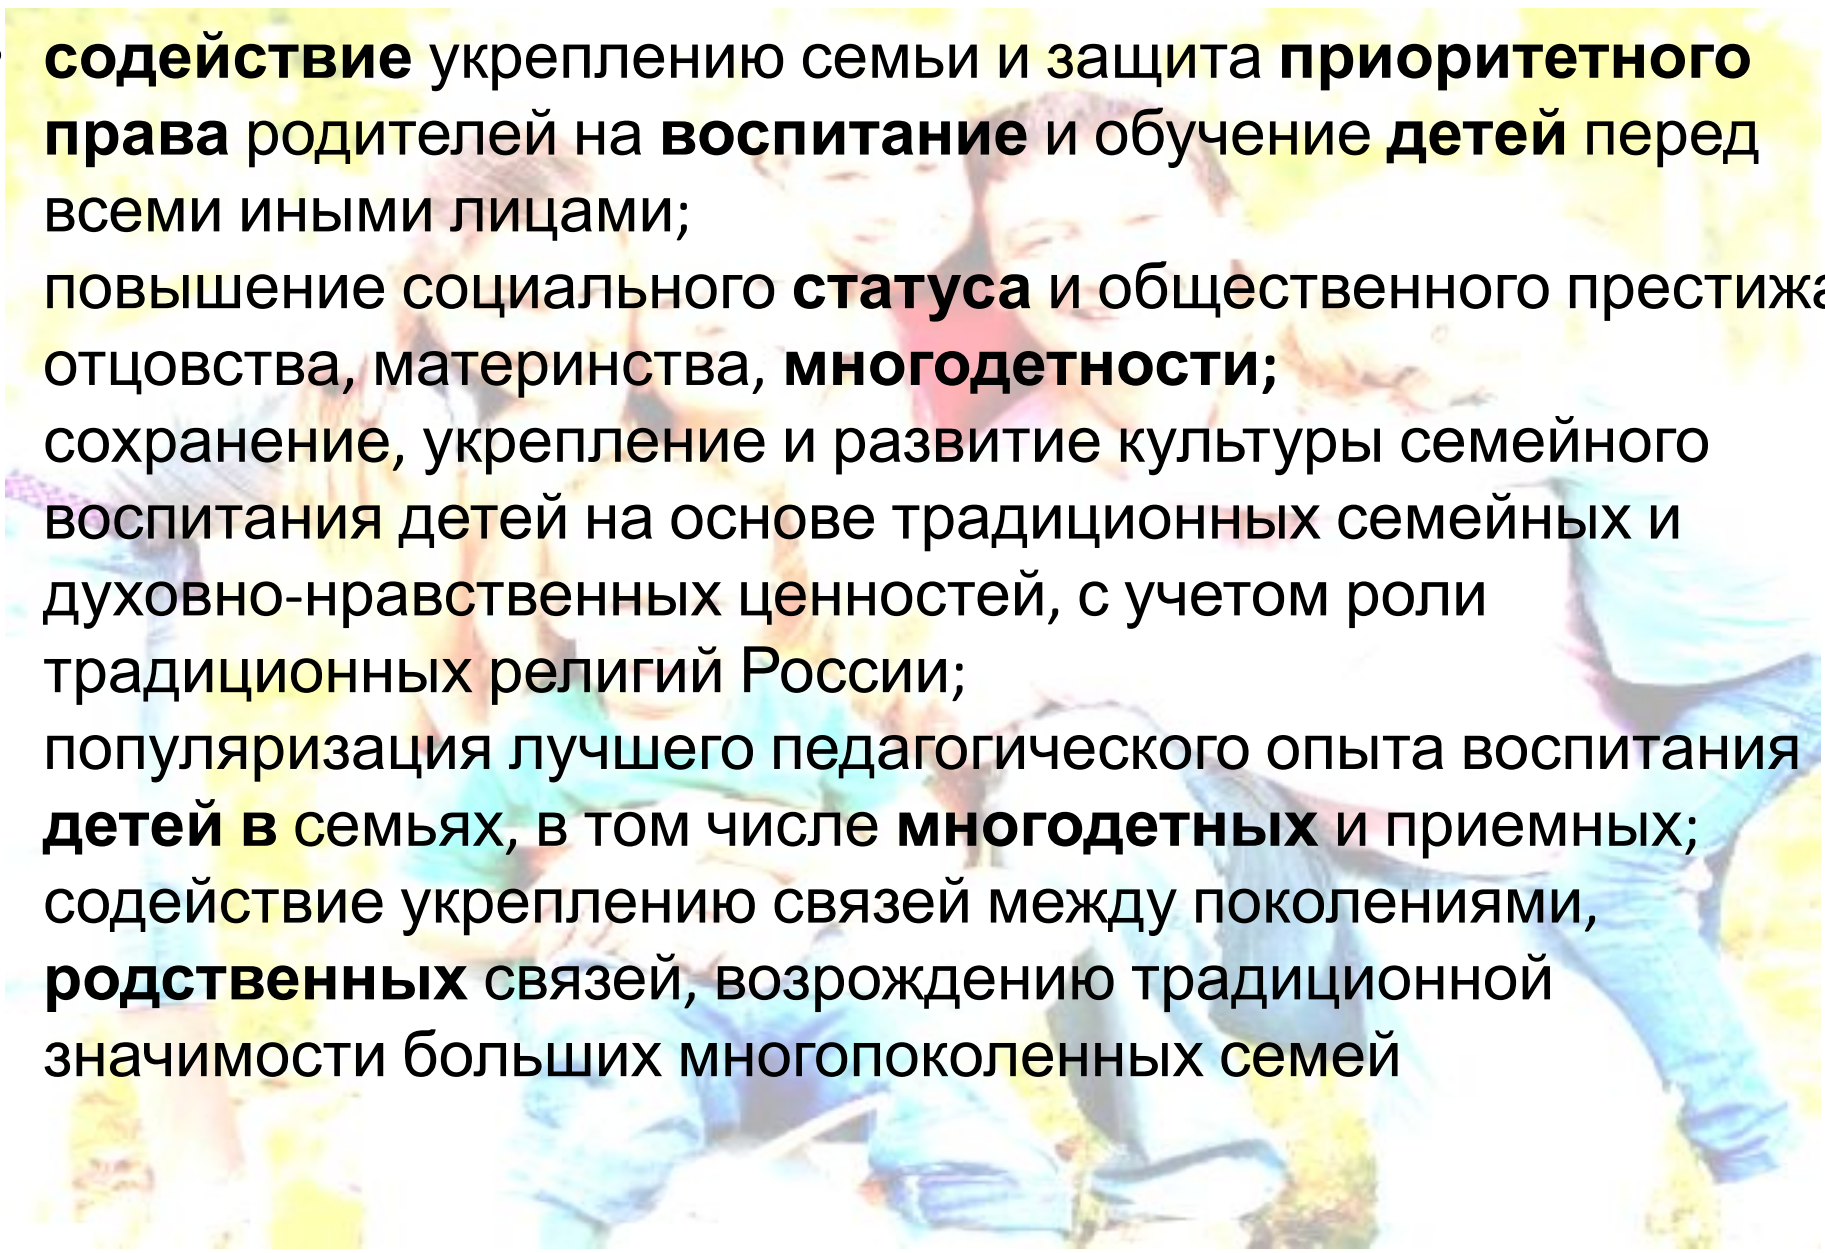 • содействие укреплению семьи и защита приоритетного
права родителей на воспитание и обучение детей перед
всеми иными лицами;
повышение социального статуса и общественного престижа
отцовства, материнства, многодетности;
сохранение, укрепление и развитие культуры семейного
воспитания детей на основе традиционных семейных и
духовно-нравственных ценностей, с учетом роли
традиционных религий России;
популяризация лучшего педагогического опыта воспитания
детей в семьях, в том числе многодетных и приемных;
содействие укреплению связей между поколениями,
родственных связей, возрождению традиционной
значимости больших многопоколенных семей